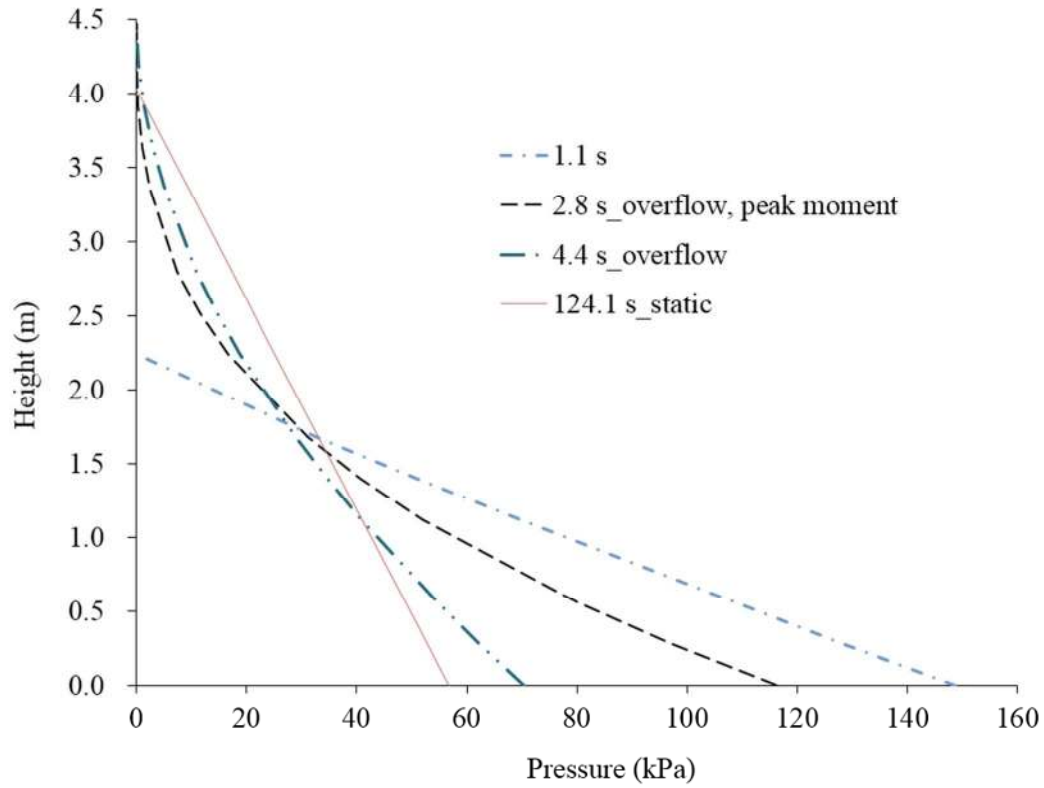 4.5
4.0
3.5
3.0
2.5
2.0
1.5
1.0
0.5
0.0
Height (m)
1.1 s
2.8 s_overflow, peak moment
4.4 s_overflow
124.1 s_static
0 20 40 60 80 100 120 140 160
Pressure (kPa)